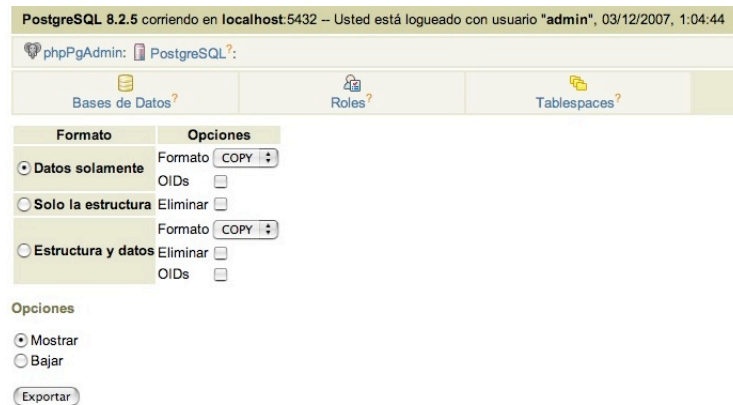 PostgreSQL 8.2.5 corriendo en localhost:5432 -- Usted está logueado con usuario "admin", 03/12/2007, 1:04:44
phpPgAdmin: PostgreSQL?:
Bases de Datos? Roles? Tablespaces?
Formato Opciones
Datos solamente Formato COPY
OIDs
Solo la estructura Eliminar
Formato COPY
Estructura y datos Eliminar
OIDs
Opciones
Mostrar
Bajar
Exportar